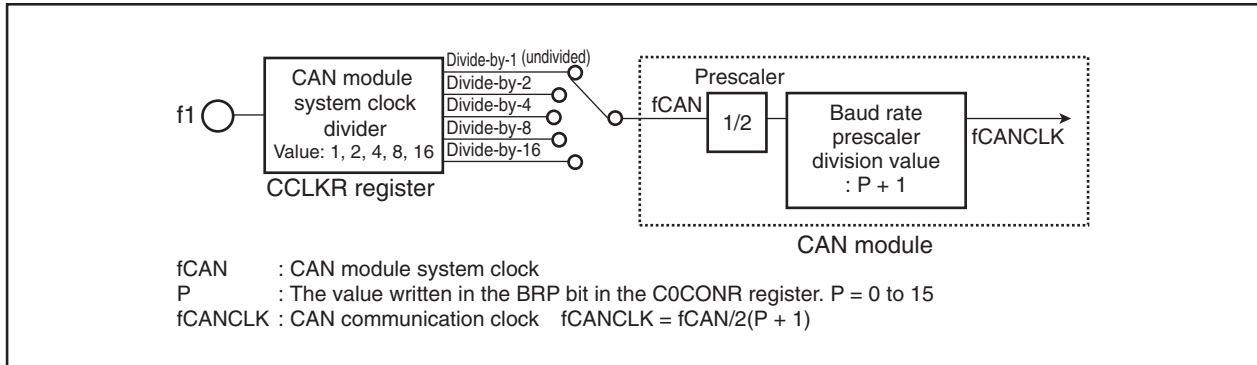 Divide-by-1 (undivided)
Divide-by-2
Divide-by-4
Divide-by-8
Divide-by-16
f1
CAN module
system clock
divider
Value: 1, 2, 4, 8, 16
CCLKR register
fCAN
Prescaler
1/2
Baud rate
prescaler
division value
: P + 1
fCANCLK
CAN module
fCAN : CAN module system clock
P : The value written in the BRP bit in the C0CONR register. P = 0 to 15
fCANCLK : CAN communication clock fCANCLK = fCAN/2(P + 1)